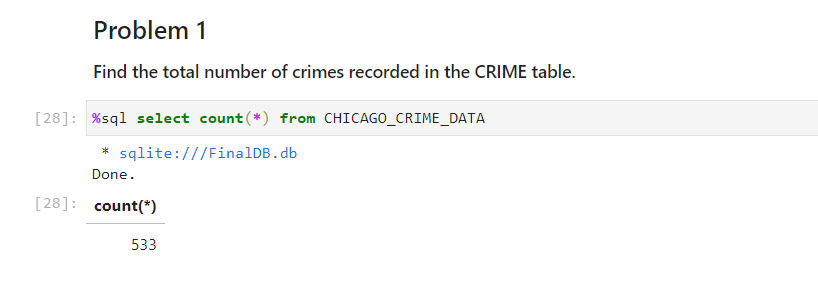 Problem 1
Find the total number of crimes recorded in the CRIME table.
[28]: %sql select count(*) from CHICAGO_CRIME_DATA
* sqlite:///FinalDB.db
Done.
[28]: count(*)
533